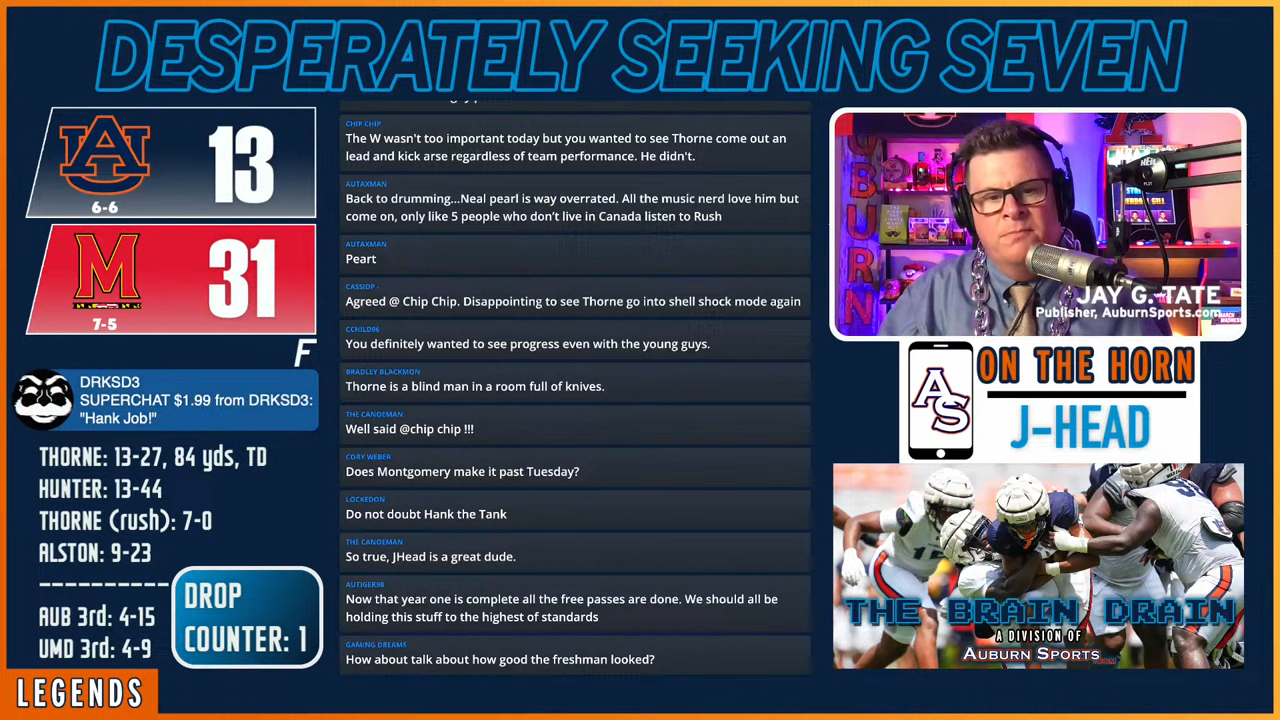 DESPERATELY SEEKING SEVEN
13
6-6
31
7-5
F
DRKSD3
SUPERCHAT $1.99 from DRKSD3:
"Hank Job!"
THORNE: 13-27, 84 yds, TD
HUNTER: 13-44
THORNE (rush): 7-0
ALSTON: 9-23
AUB 3rd: 4-15
UMD 3rd: 4-9
DROP
COUNTER: 1
LEGENDS
CHIP CHIP
The W wasn't too important today but you wanted to see Thorne come out an
lead and kick arse regardless of team performance. He didn't.
AUTAXMAN
Back to drumming...Neal pearl is way overrated. All the music nerd love him but
come on, only like 5 people who don't live in Canada listen to Rush
AUTAXMAN
Peart
CASSIDP -
Agreed @ Chip Chip. Disappointing to see Thorne go into shell shock mode again
CCHILD96
You definitely wanted to see progress even with the young guys.
BRADLLY BLACKMON
Thorne is a blind man in a room full of knives.
THE CANOEMAN
Well said @chip chip !!!
CORY WEBER
Does Montgomery make it past Tuesday?
LOCKEDON
Do not doubt Hank the Tank
THE CANOEMAN
So true, JHead is a great dude.
AUTIGER98
Now that year one is complete all the free passes are done. We should all be
holding this stuff to the highest of standards
GAMING DREAMS
How about talk about how good the freshman looked?
JAY G. TATE
Publisher, AuburnSports.com
AS
ON THE HORN
J-HEAD
THE BRAIN DRAIN
A DIVISION OF
AUBURN SPORTS.COM